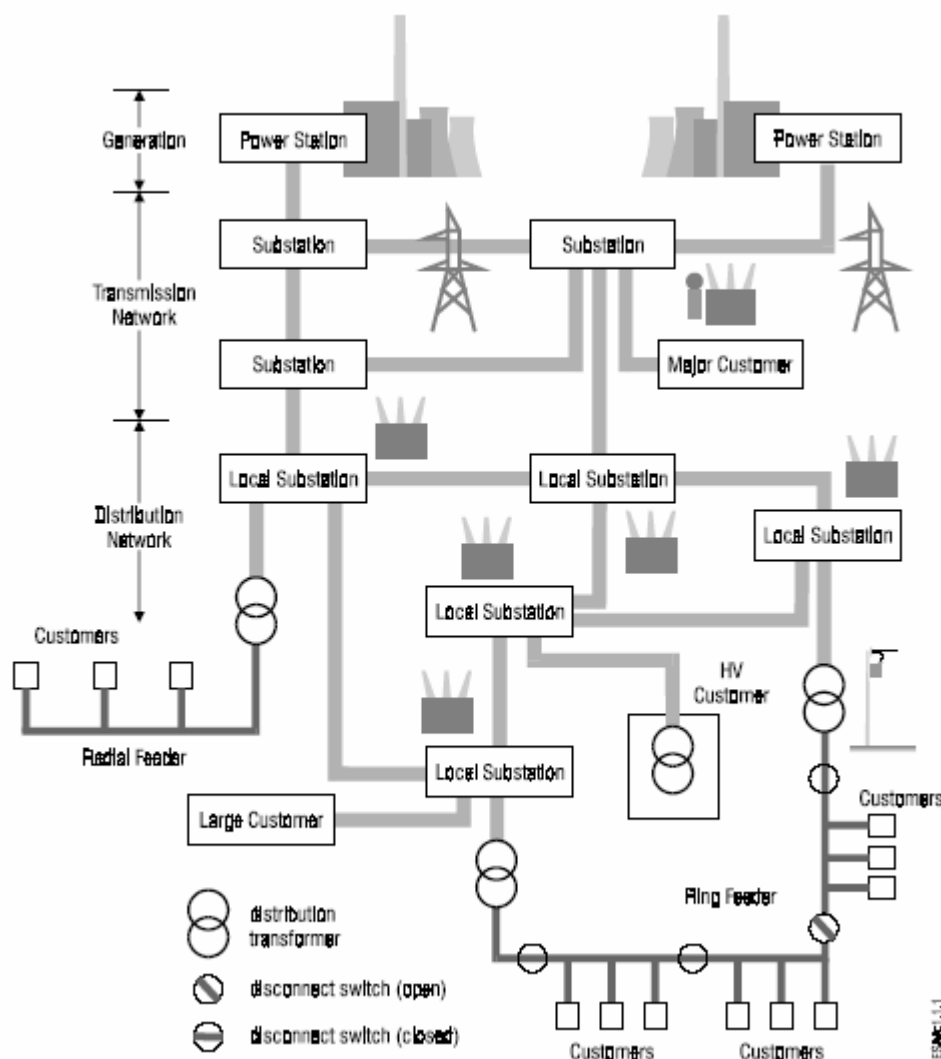 Generation
Power Station
Power Station
Substation
Substation
Transmission
Network
Substation
Major Customer
Local Substation
Local Substation
Distribution
Network
Local Substation
Local Substation
Customers
HV
Customer
Radial Feeder
Local Substation
Customers
Large Customer
Ring Feeder
distribution
transformer
disconnect switch (open)
disconnect switch (closed)
Customers
Customers